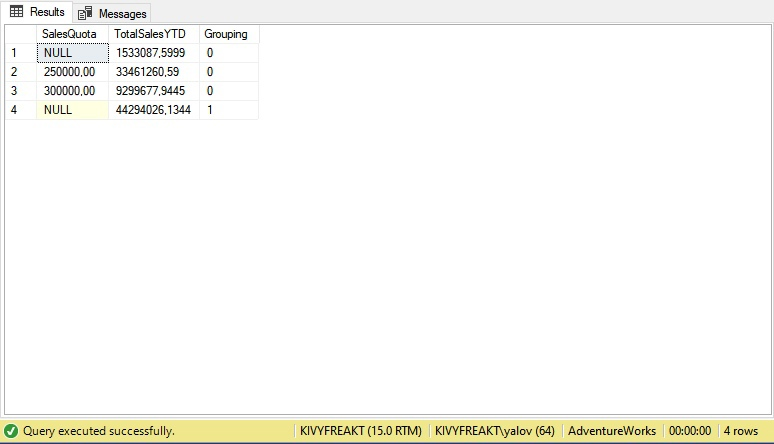 Results Messages
SalesQuota TotalSalesYTD Grouping
1 NULL 1533087,5999 0
2 250000,00 33461260,59 0
3 300000,00 9299677,9445 0
4 NULL 44294026,1344 1
Query executed successfully. KIVYFREAKT (15.0 RTM) KIVYFREAKT\yalov (64) AdventureWorks 00:00:00 4 rows